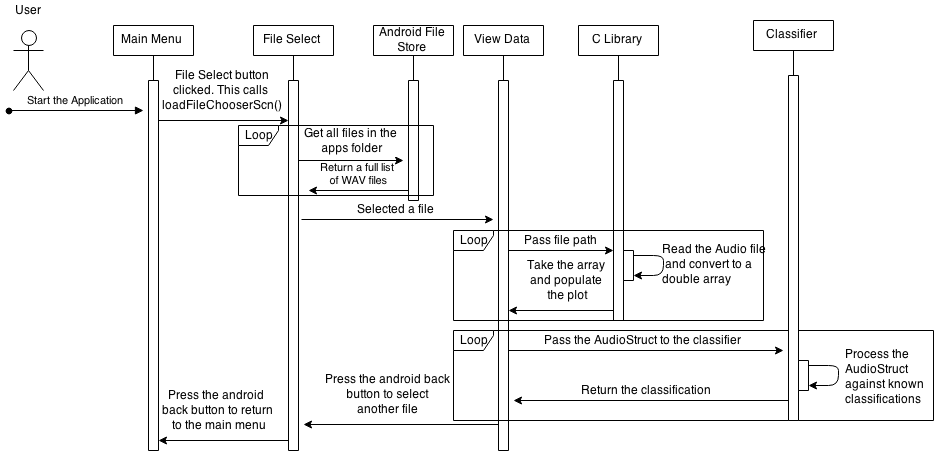 User
Main Menu
File Select
Android File
Store
View Data
C Library
Classifier
Start the Application
File Select button
clicked. This calls
loadFileChooserScn()
Loop
Get all files in the
apps folder
Return a full list
of WAV files
Selected a file
Loop
Pass file path
Read the Audio file
and convert to a
double array
Take the array
and populate
the plot
Loop
Pass the AudioStruct to the classifier
Process the
AudioStruct
against known
classifications
Return the classification
Press the android back
button to select
another file
Press the android
back button to return
to the main menu